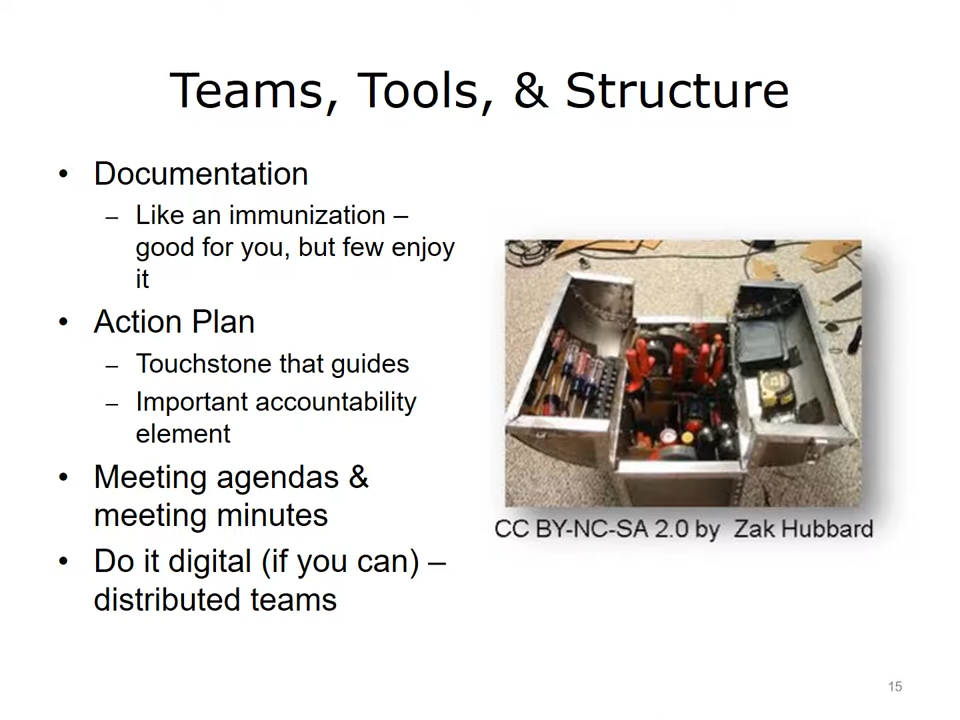 Teams, Tools, & Structure
• Documentation
– Like an immunization –
good for you, but few enjoy
it
• Action Plan
– Touchstone that guides
– Important accountability
element
• Meeting agendas &
meeting minutes
• Do it digital (if you can) –
distributed teams
CC BY-NC-SA 2.0 by Zak Hubbard
15